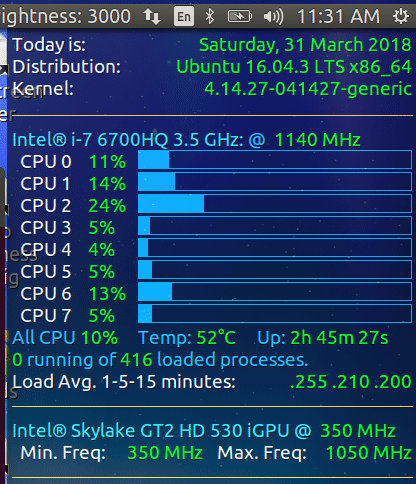 rightness: 3000 En 11:31 AM
Today is: Saturday, 31 March 2018
Distribution: Ubuntu 16.04.3 LTS x86_64
Kernel: 4.14.27-041427-generic
Intel® i-7 6700HQ 3.5 GHz: @ 1140 MHz
CPU 0 11%
CPU 1 14%
CPU 2 24%
CPU 3 5%
CPU 4 4%
CPU 5 5%
CPU 6 13%
CPU 7 5%
All CPU 10% Temp: 52°C Up: 2h 45m 27s
0 running of 416 loaded processes.
Load Avg. 1-5-15 minutes: .255 .210 .200
Intel® Skylake GT2 HD 530 iGPU @ 350 MHz
Min. Freq: 350 MHz Max. Freq: 1050 MHz